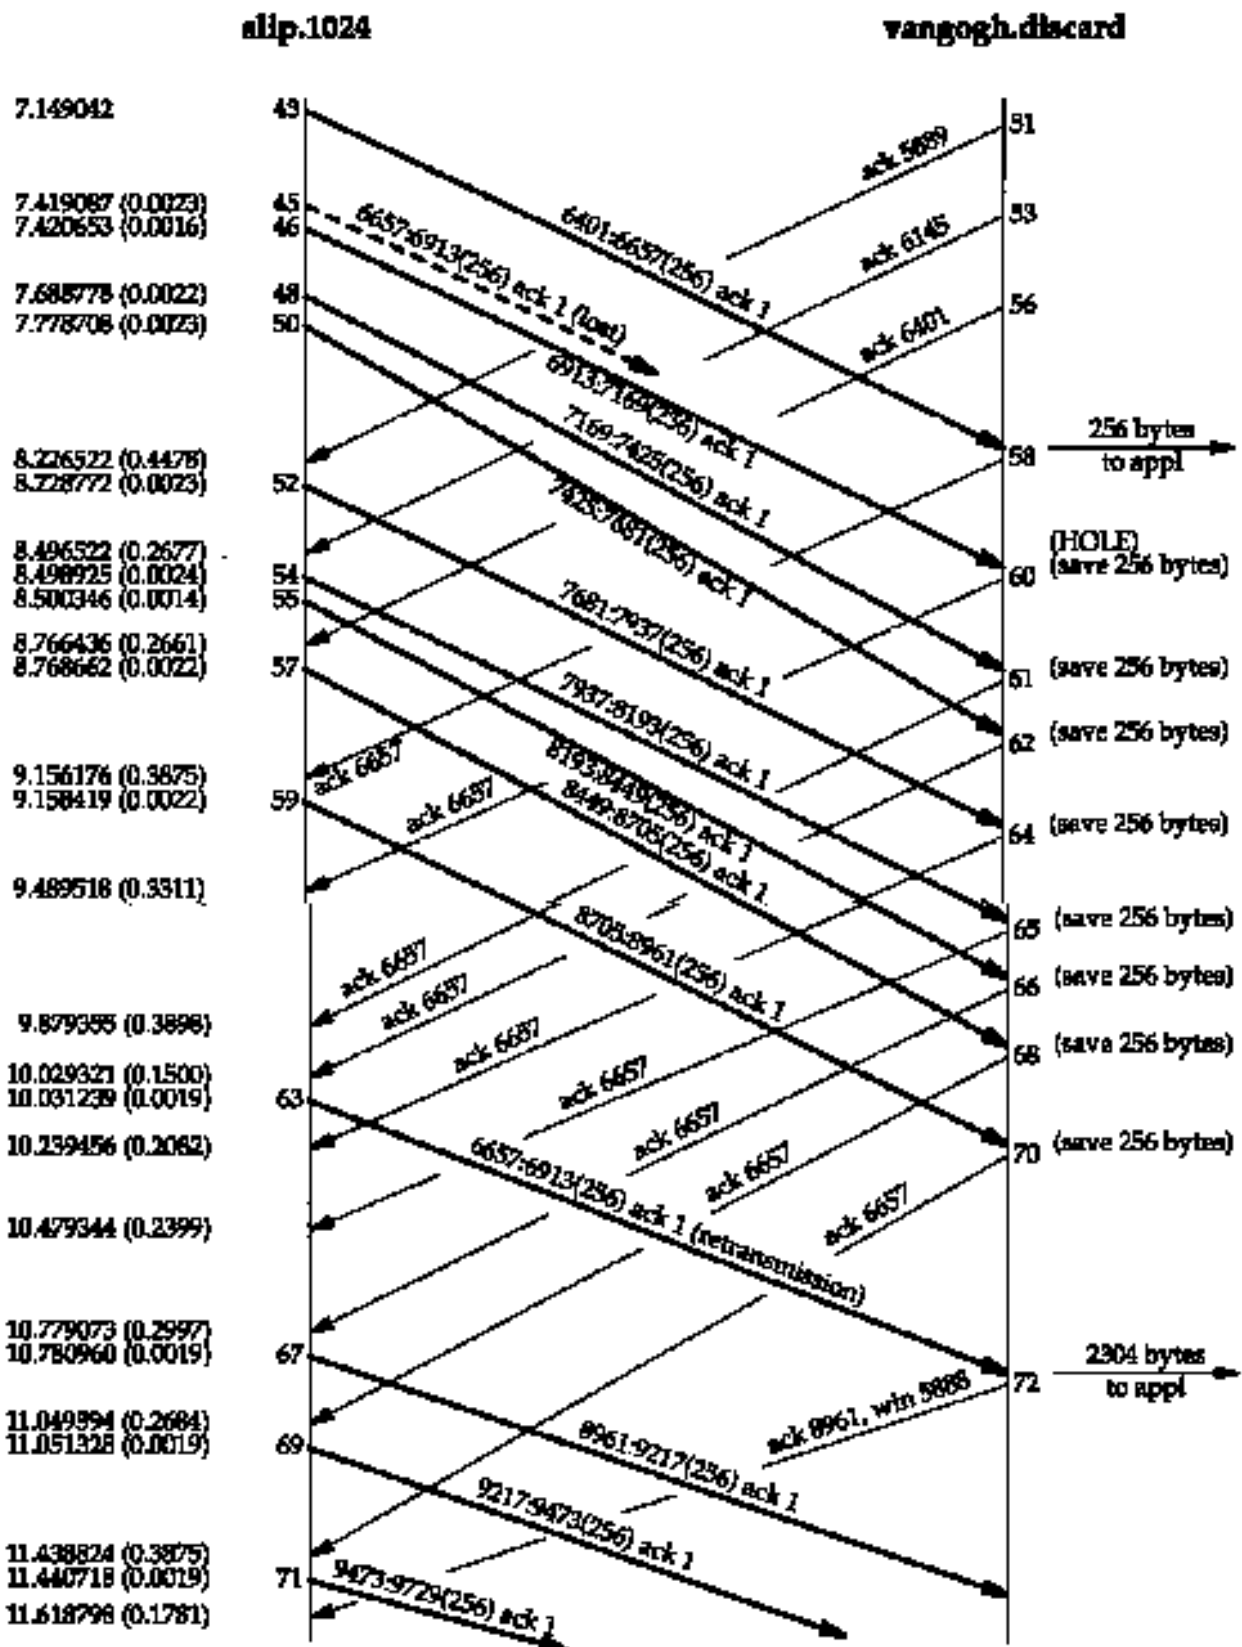 slip.1024
vangogh.discard
7.149042
43
51
ack 5889
7.419087 (0.0023)
45
53
7.420653 (0.0016)
46
6657:6913(256) ack 1 (lost)
6401:6657(256) ack 1
ack 6145
7.688778 (0.0022)
48
56
7.778708 (0.0023)
50
ack 6401
6913:7169(256) ack 1
7169:7425(256) ack 1
256 bytes
to appl
58
8.226522 (0.4478)
8.228772 (0.0023)
52
7425:7681(256) ack 1
(HOLE)
8.496522 (0.2677)
8.498925 (0.0024)
54
60
(save 256 bytes)
8.500346 (0.0014)
55
7681:7937(256) ack 1
8.766436 (0.2661)
8.768662 (0.0022)
57
61
(save 256 bytes)
7937:8193(256) ack 1
62
(save 256 bytes)
9.156176 (0.3875)
ack 6657
9.158419 (0.0022)
59
ack 6657
8193:8449(256) ack 1
8449:8705(256) ack 1
64
(save 256 bytes)
9.489518 (0.3311)
65
(save 256 bytes)
8705:8961(256) ack 1
ack 6657
ack 6657
66
(save 256 bytes)
9.879355 (0.3898)
ack 6657
68
(save 256 bytes)
10.029321 (0.1500)
10.031239 (0.0019)
63
ack 6657
ack 6657
10.239456 (0.2082)
6657:6913(256) ack 1 (retransmission)
ack 6657
70
(save 256 bytes)
ack 6657
10.479344 (0.2399)
10.779073 (0.2997)
10.780960 (0.0019)
67
2304 bytes
to appl
72
ack 8961, win 5888
11.049394 (0.2684)
11.051328 (0.0019)
69
8961:9217(256) ack 1
9217:9473(256) ack 1
11.438824 (0.3875)
11.440718 (0.0019)
71
9473:9729(256) ack 1
11.618798 (0.1781)